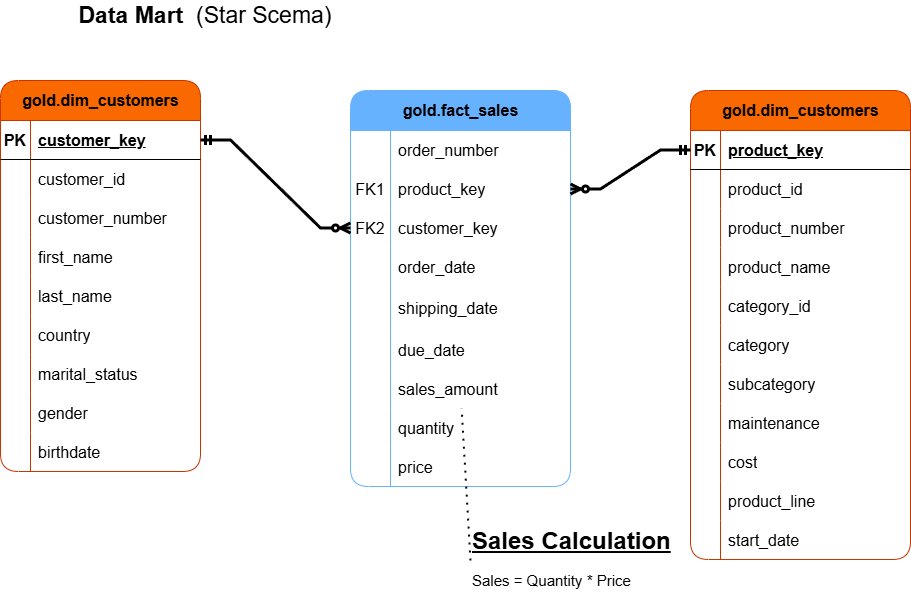 Data Mart (Star Scema)
gold.dim_customers
PK customer_key
customer_id
customer_number
first_name
last_name
country
marital_status
gender
birthdate
gold.fact_sales
order_number
FK1 product_key
FK2 customer_key
order_date
shipping_date
due_date
sales_amount
quantity
price
Sales Calculation
Sales = Quantity * Price
gold.dim_customers
PK product_key
product_id
product_number
product_name
category_id
category
subcategory
maintenance
cost
product_line
start_date